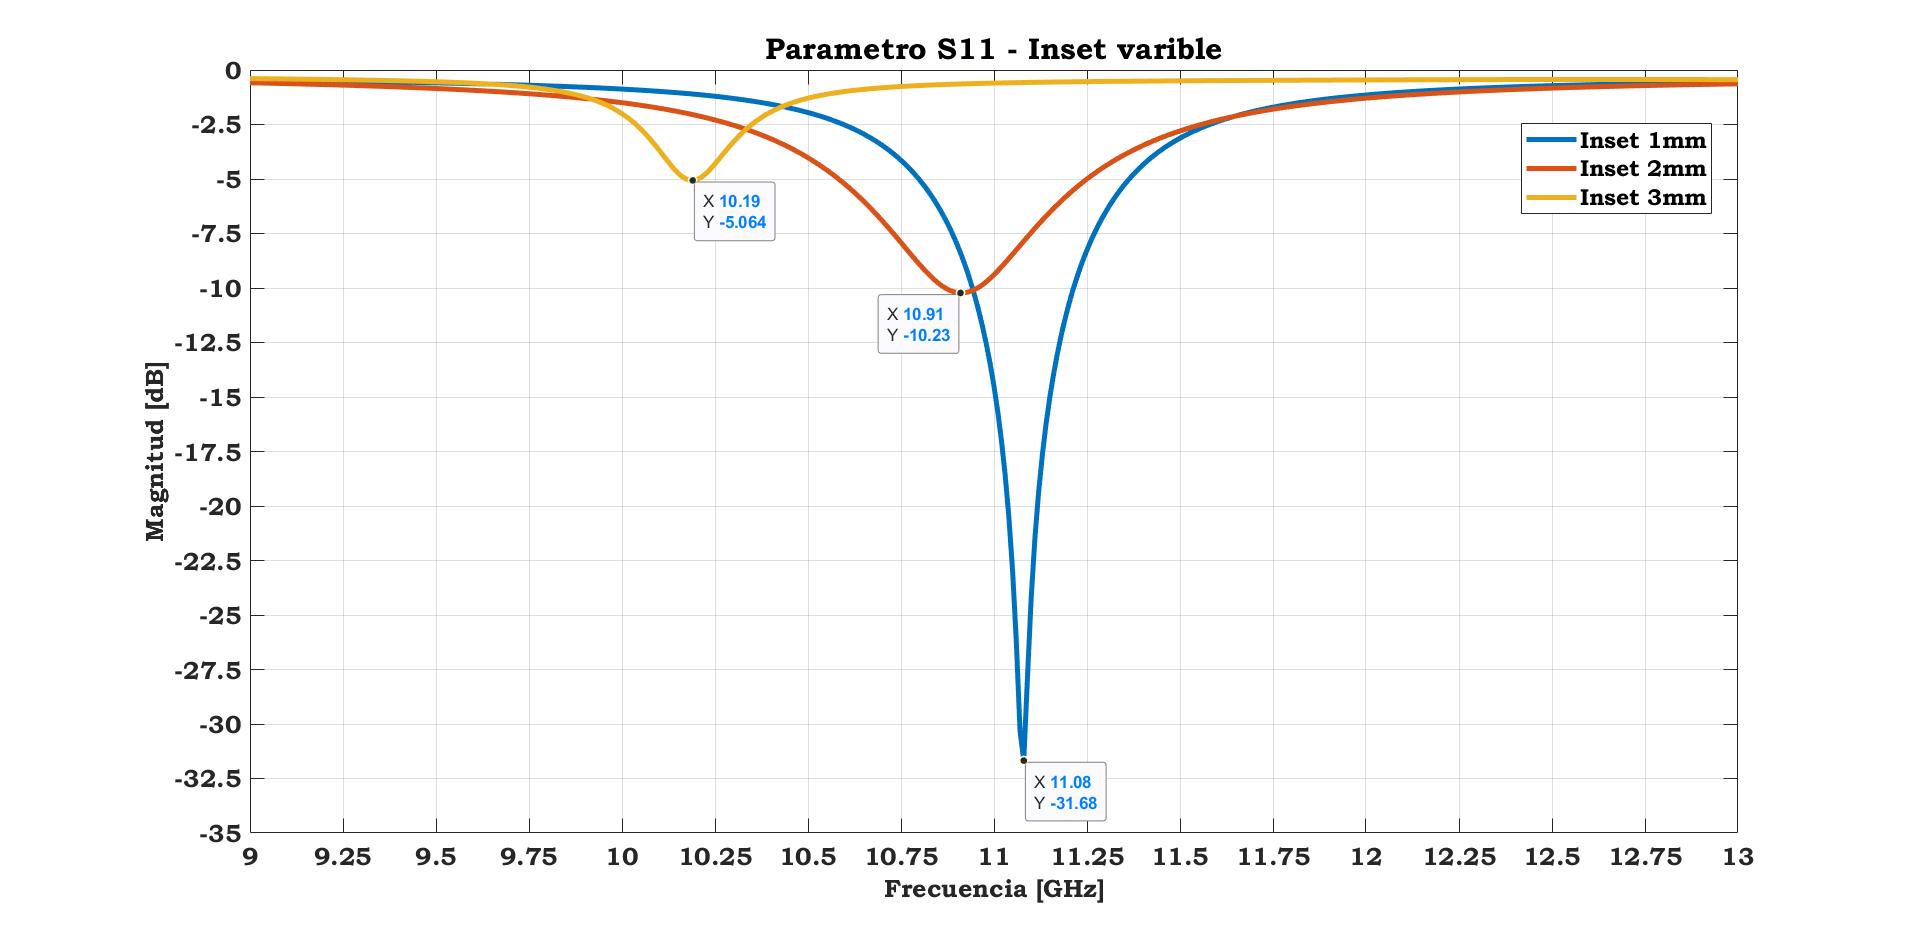 Parametro S11 - Inset varible
0
-2.5
-5
-7.5
-10
-12.5
-15
-17.5
-20
-22.5
-25
-27.5
-30
-32.5
-35
Magnitud [dB]
Inset 1mm
Inset 2mm
Inset 3mm
X 10.19
Y -5.064
X 10.91
Y -10.23
X 11.08
Y -31.68
9 9.25 9.5 9.75 10 10.25 10.5 10.75 11 11.25 11.5 11.75 12 12.25 12.5 12.75 13
Frecuencia [GHz]